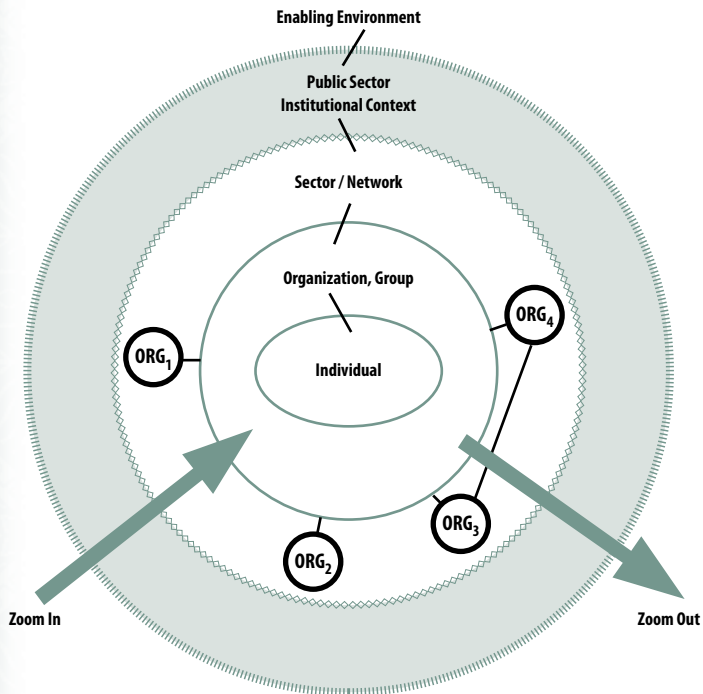 Enabling Environment
Public Sector
Institutional Context
Sector / Network
Organization, Group
ORG₄
ORG₁
Individual
ORG₃
ORG₂
Zoom In
Zoom Out